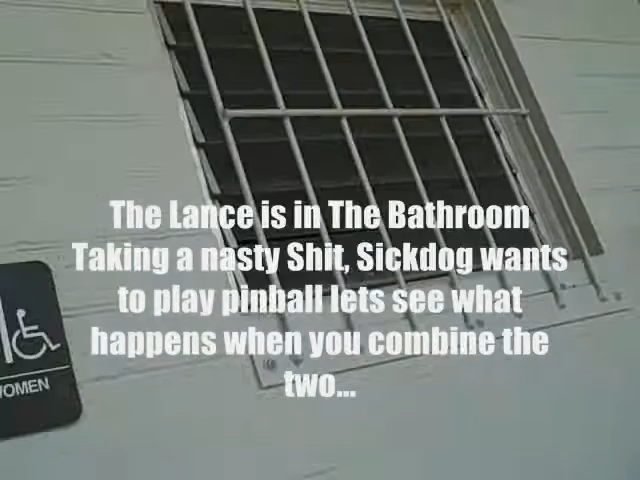 The Lance is in The Bathroom
Taking a nasty Shit, Sickdog wants
to play pinball lets see what
happens when you combine the
two...
WOMEN